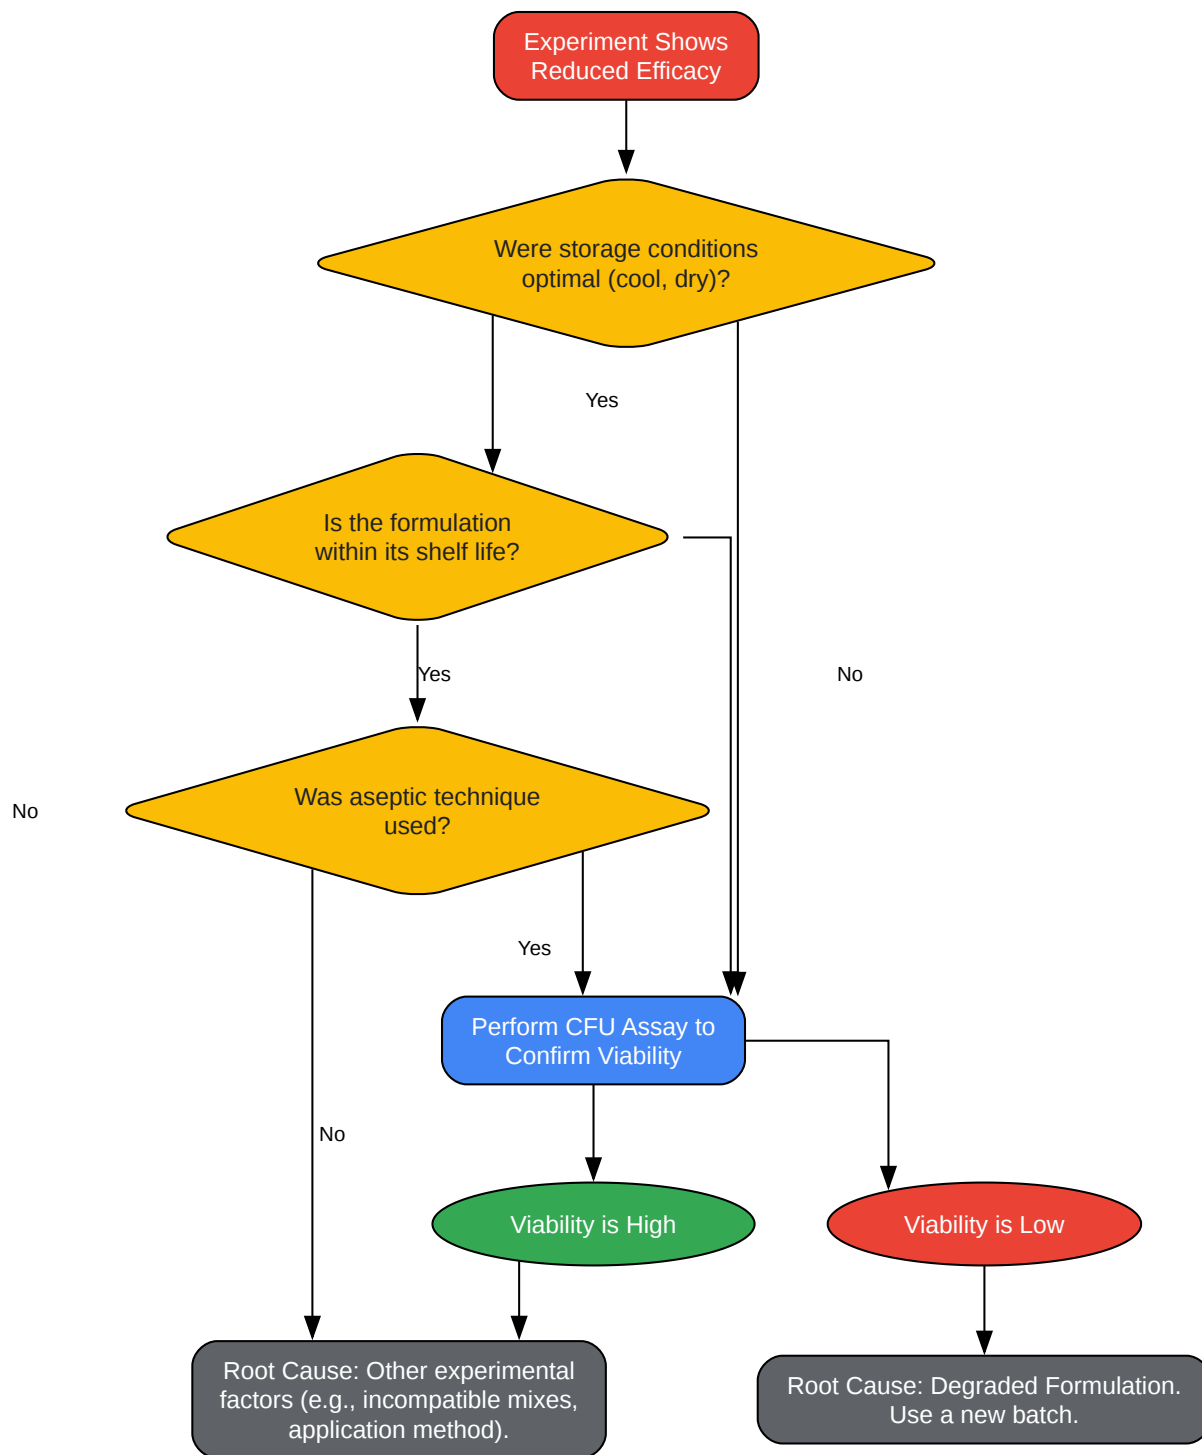 Experiment Shows
Reduced Efficacy
Were storage conditions
optimal (cool, dry)?
Yes
Is the formulation
within its shelf life?
Yes
No
Was aseptic technique
used?
No
Yes
Perform CFU Assay to
Confirm Viability
No
Viability is High
Viability is Low
Root Cause: Other experimental
factors (e.g., incompatible mixes,
application method).
Root Cause: Degraded Formulation.
Use a new batch.